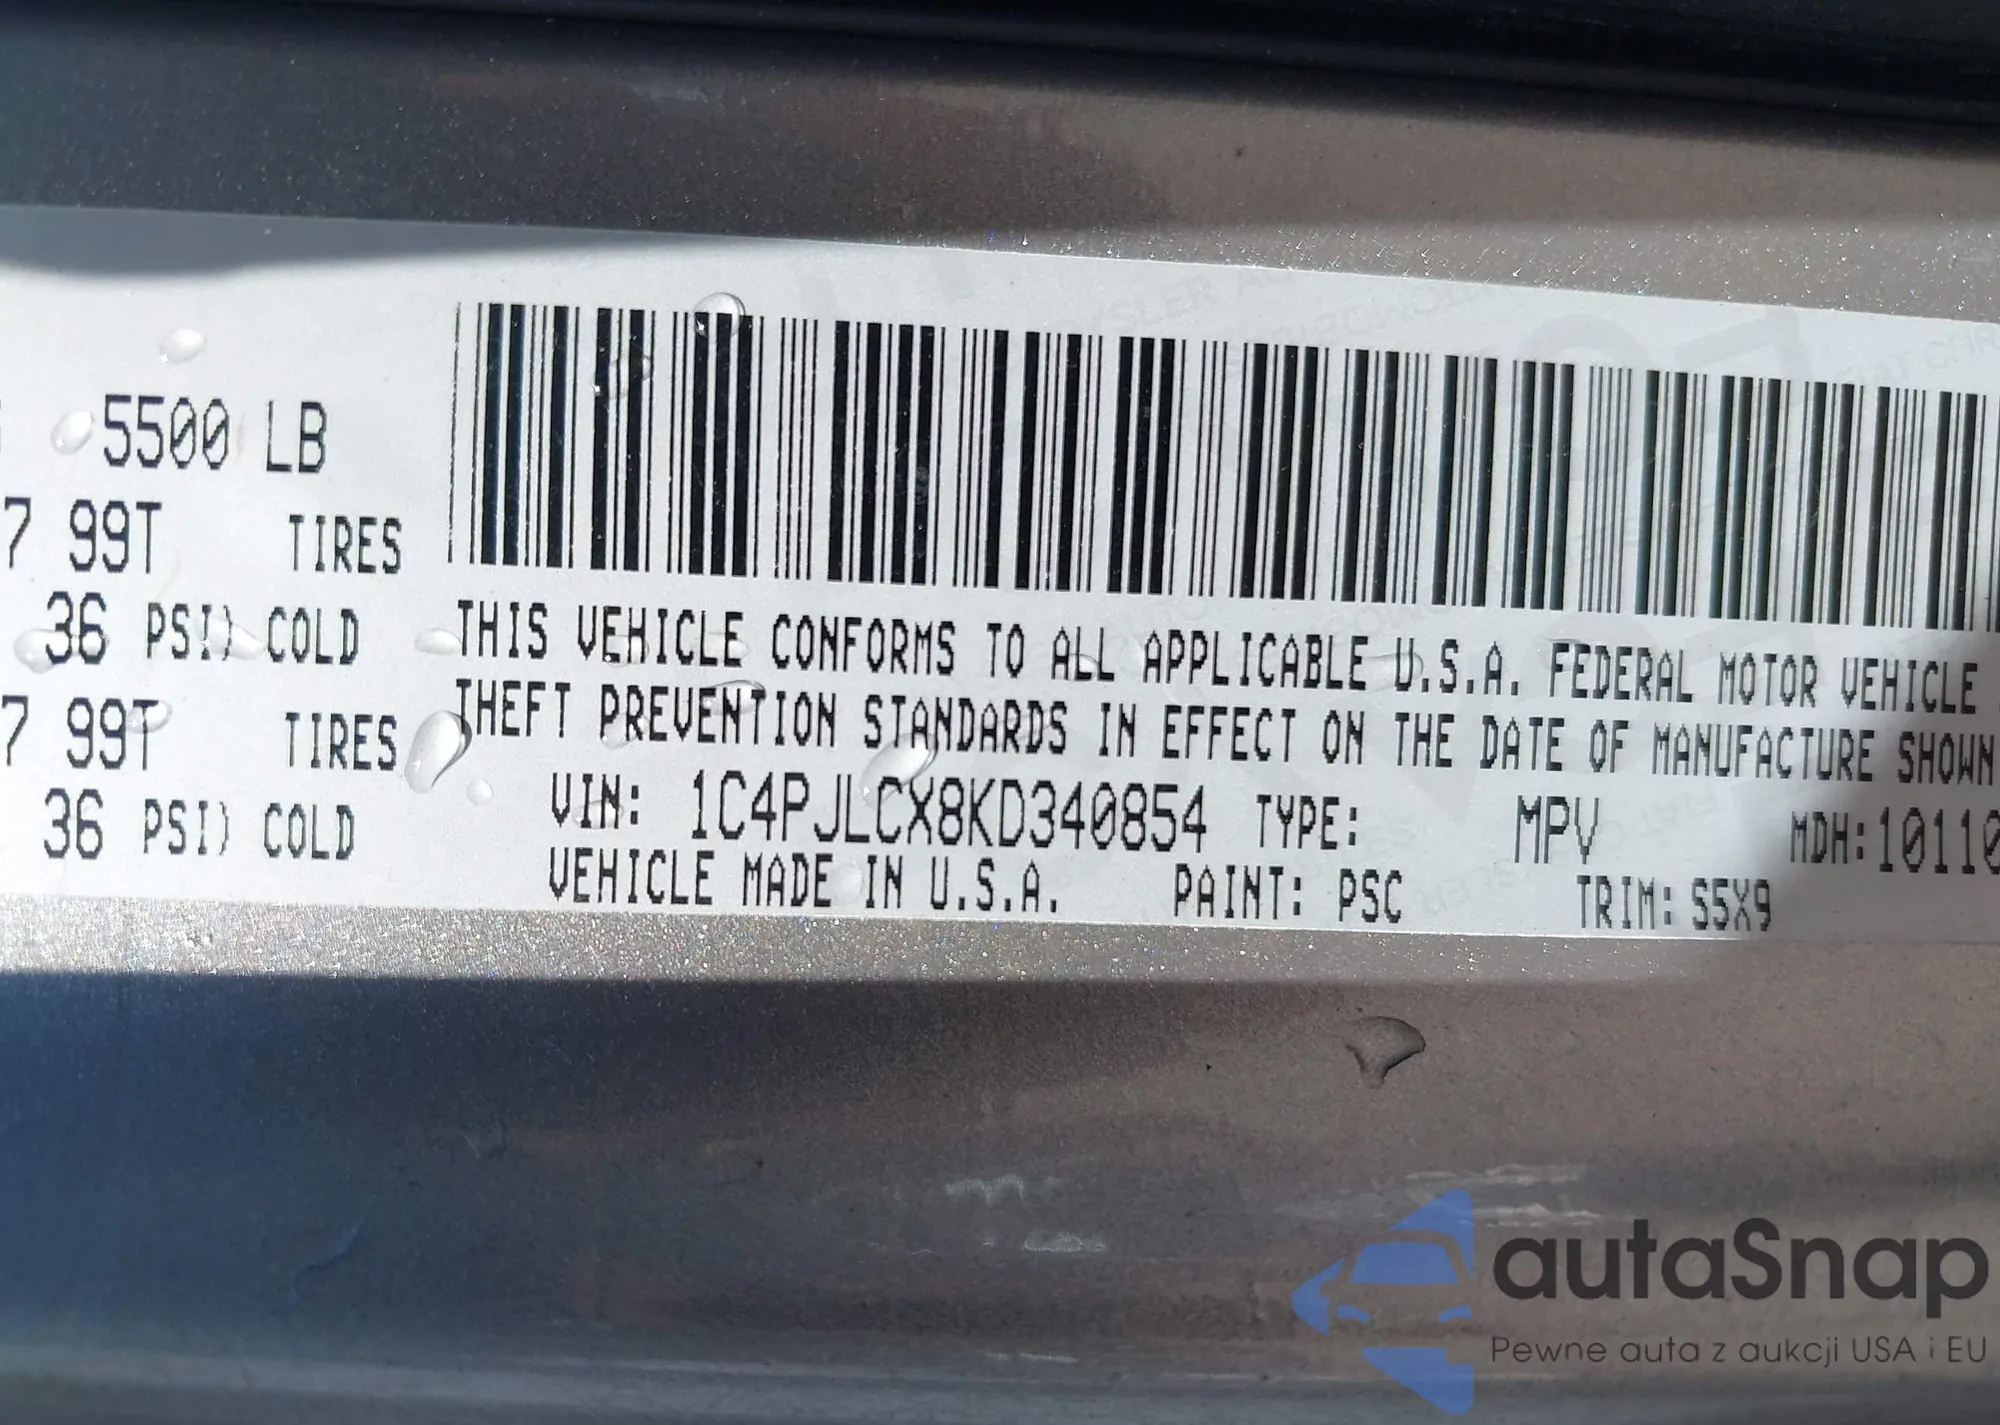 5500 LB
7 99T TIRES
36 PSI) COLD
7 99T TIRES
36 PSI) COLD
THIS VEHICLE CONFORMS TO ALL APPLICABLE U.S.A. FEDERAL MOTOR VEHICLE
THEFT PREVENTION STANDARDS IN EFFECT ON THE DATE OF MANUFACTURE SHOWN
VIN: 1C4PJLCX8KD340854 TYPE: MPV MDH:10110
VEHICLE MADE IN U.S.A. PAINT: PSC TRIM: S5X9
autaSnap
Pewne auta z aukcji USA i EU